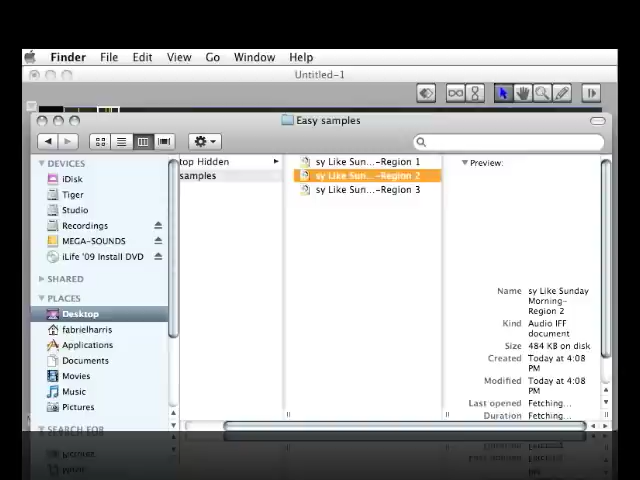 Finder File Edit View Go Window Help
Untitled-1
Easy samples
DEVICES
iDisk
Tiger
Studio
Recordings
MEGA-SOUNDS
iLife '09 Install DVD
SHARED
PLACES
Desktop
fabrielharris
Applications
Documents
Movies
Music
Pictures
SEARCH FOR
top Hidden
samples
sy Like Sun...-Region 1
sy Like Sun...-Region 2
sy Like Sun...-Region 3
Preview:
Name sy Like Sunday
Morning-
Region 2
Kind Audio IFF
document
Size 484 KB on disk
Created Today at 4:08
PM
Modified Today at 4:08
PM
Last opened Fetching...
Duration Fetching...